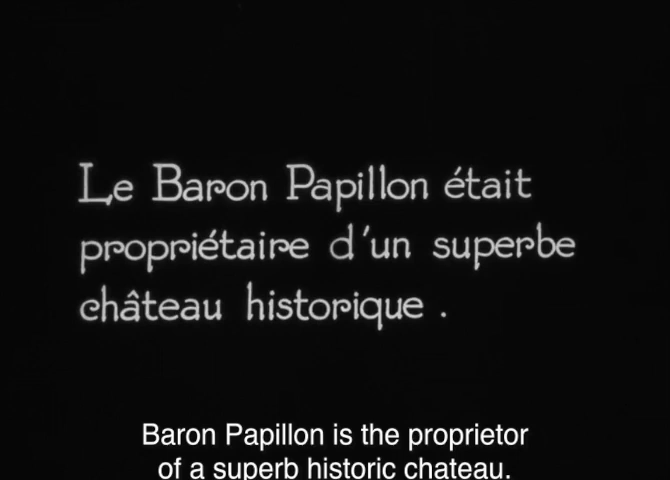 Le Baron Papillon était
propriétaire d'un superbe
château historique .
Baron Papillon is the proprietor
of a superb historic chateau.